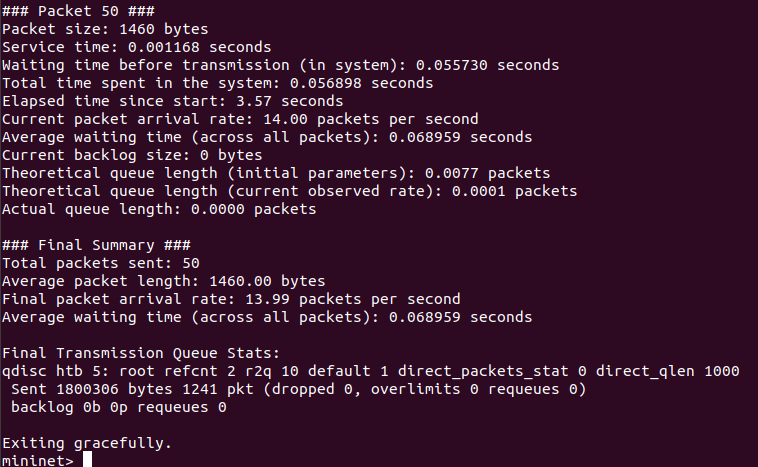 ### Packet 50 ###
Packet size: 1460 bytes
Service time: 0.001168 seconds
Waiting time before transmission (in system): 0.055730 seconds
Total time spent in the system: 0.056898 seconds
Elapsed time since start: 3.57 seconds
Current packet arrival rate: 14.00 packets per second
Average waiting time (across all packets): 0.068959 seconds
Current backlog size: 0 bytes
Theoretical queue length (initial parameters): 0.0077 packets
Theoretical queue length (current observed rate): 0.0001 packets
Actual queue length: 0.0000 packets

### Final Summary ###
Total packets sent: 50
Average packet length: 1460.00 bytes
Final packet arrival rate: 13.99 packets per second
Average waiting time (across all packets): 0.068959 seconds

Final Transmission Queue Stats:
qdisc htb 5: root refcnt 2 r2q 10 default 1 direct_packets_stat 0 direct_qlen 1000
 Sent 1800306 bytes 1241 pkt (dropped 0, overlimits 0 requeues 0)
 backlog 0b 0p requeues 0

Exiting gracefully.
mininet>